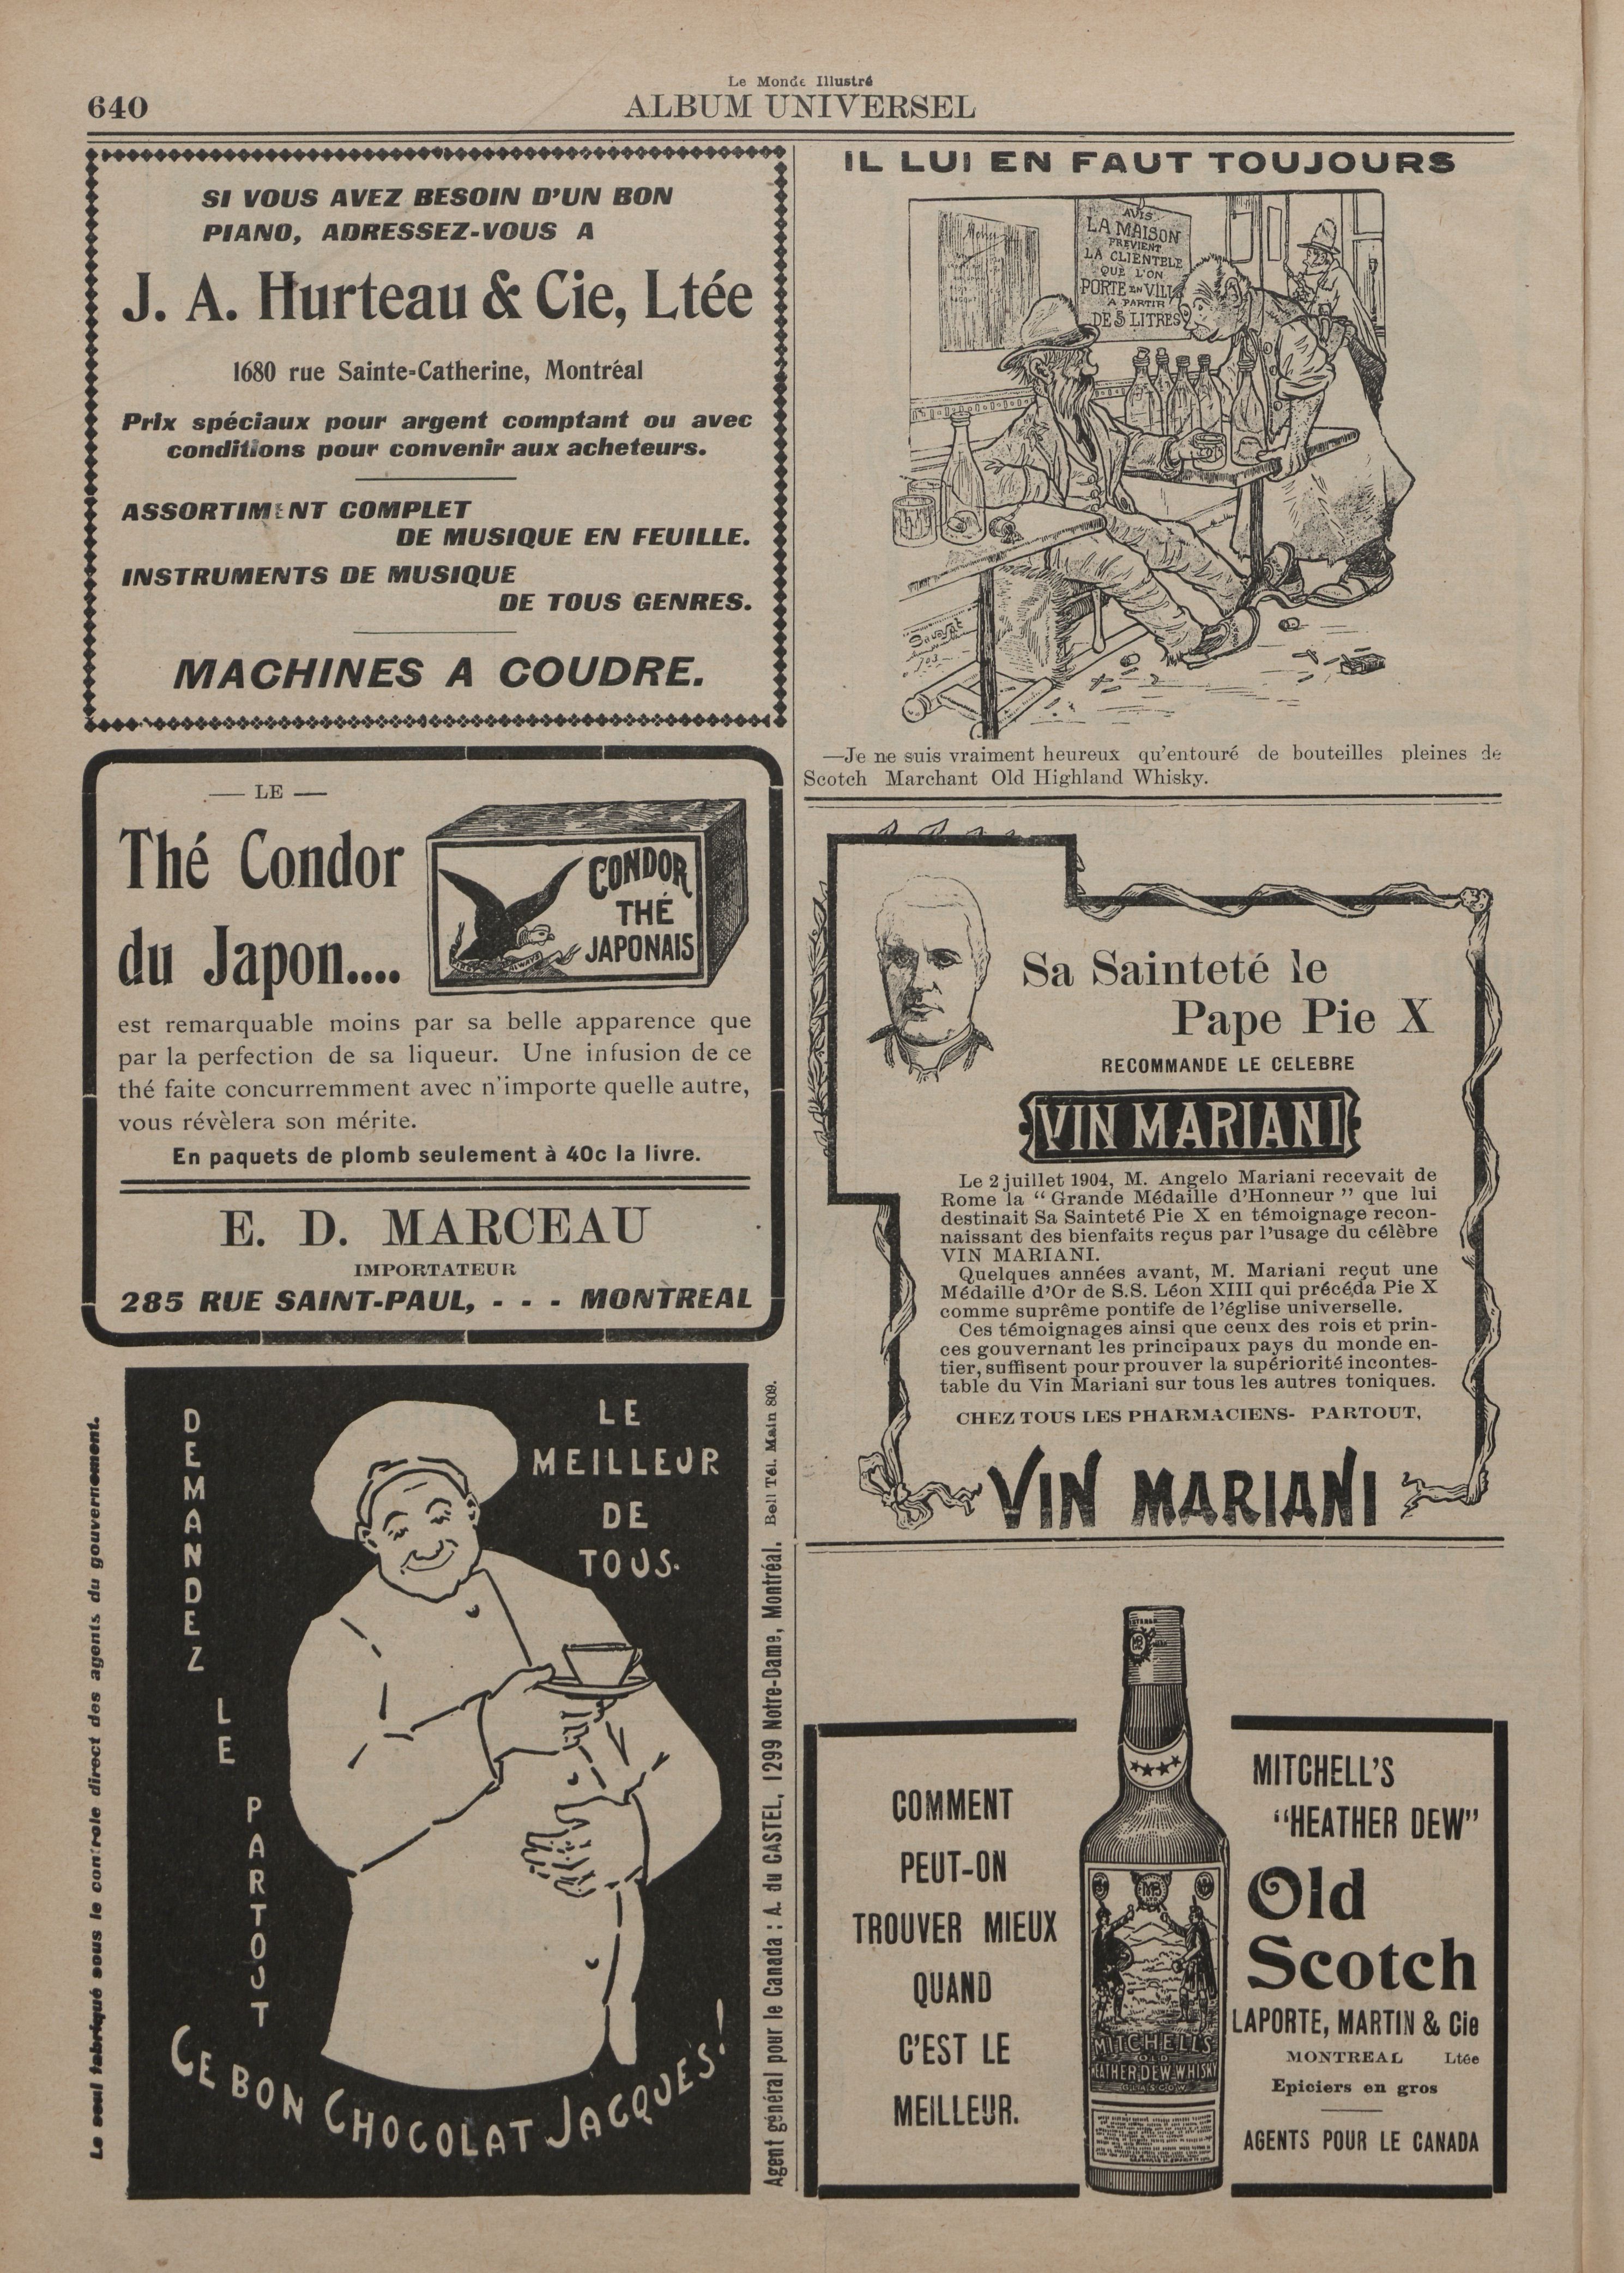 640
Le Monde Illustré
ALBUM UNIVERSEL
SI VOUS AVEZ BESOIN D'UN BON
PIANO, ADRESSEZ-VOUS A
J. A. Hurteau & Cie, Ltée
1680 rue Sainte-Catherine, Montréal
Prix spéciaux pour argent comptant ou avec
conditions pour convenir aux acheteurs.
ASSORTIMENT COMPLET
DE MUSIQUE EN FEUILLE.
INSTRUMENTS DE MUSIQUE
DE TOUS GENRES.
MACHINES A COUDRE.
— LE —
Thé Condor
du Japon....
CONDOR
THÉ
JAPONAIS
ALWAYS
est remarquable moins par sa belle apparence que
par la perfection de sa liqueur. Une infusion de ce
thé faite concurremment avec n'importe quelle autre,
vous révèlera son mérite.
En paquets de plomb seulement à 40c la livre.
E. D. MARCEAU
IMPORTATEUR
285 RUE SAINT-PAUL, - - - MONTREAL
Le seul fabriqué sous le contrôle direct des agents du gouvernement.
DEMANDEZ
LE
PARTOUT
LE
MEILLEUR
DE
TOUS.
CE BON CHOCOLAT JACQUES!
Agent général pour le Canada : A. du CASTEL, 1299 Notre-Dame, Montréal. Bell Tél. Main 809.
IL LUI EN FAUT TOUJOURS
AVIS
LA MAISON
PREVIENT
LA CLIENTELE
QUE L'ON
PORTE EN VILLE
A PARTIR
DE 5 LITRES
—Je ne suis vraiment heureux qu'entouré de bouteilles pleines de
Scotch Marchant Old Highland Whisky.
Sa Sainteté le
Pape Pie X
RECOMMANDE LE CELEBRE
VIN MARIANI
Le 2 juillet 1904, M. Angelo Mariani recevait de
Rome la "Grande Médaille d'Honneur" que lui
destinait Sa Sainteté Pie X en témoignage recon-
naissant des bienfaits reçus par l'usage du célèbre
VIN MARIANI.
Quelques années avant, M. Mariani reçut une
Médaille d'Or de S.S. Léon XIII qui précéda Pie X
comme suprême pontife de l'église universelle.
Ces témoignages ainsi que ceux des rois et prin-
ces gouvernant les principaux pays du monde en-
tier, suffisent pour prouver la supériorité incontes-
table du Vin Mariani sur tous les autres toniques.
CHEZ TOUS LES PHARMACIENS- PARTOUT,
VIN MARIANI
COMMENT
PEUT-ON
TROUVER MIEUX
QUAND
C'EST LE
MEILLEUR.
MITCHELL'S
OLD
HEATHER DEW WHISKY
GLASGOW
MITCHELL'S
"HEATHER DEW"
Old
Scotch
LAPORTE, MARTIN & Cie
MONTREAL Ltée
Epiciers en gros
AGENTS POUR LE CANADA